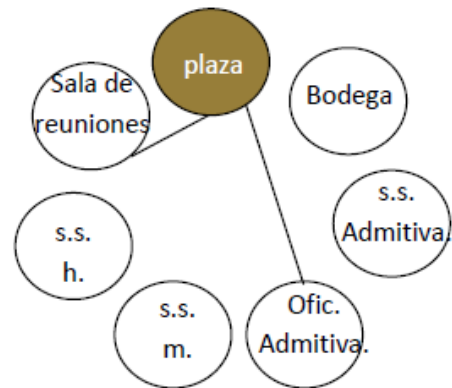 plaza
Sala de
reuniones
Bodega
s.s.
Admitiva.
s.s.
h.
s.s.
m.
Ofic.
Admitiva.